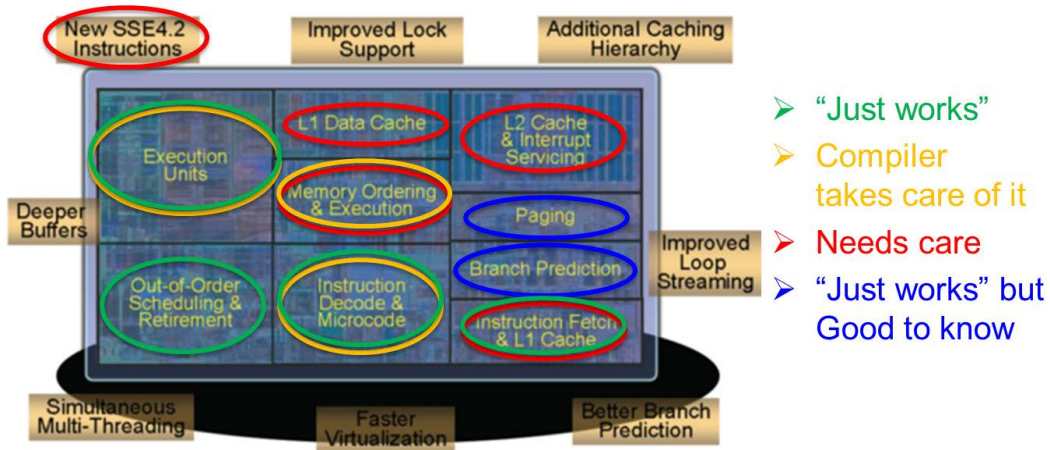 New SSE4.2
Instructions
Improved Lock
Support
Additional Caching
Hierarchy
Execution
Units
L1 Data Cache
L2 Cache
& Interrupt
Servicing
Memory Ordering
& Execution
Paging
Deeper
Buffers
Branch Prediction
Improved
Loop
Streaming
Out-of-Order
Scheduling &
Retirement
Instruction
Decode &
Microcode
Instruction Fetch
& L1 Cache
Simultaneous
Multi-Threading
Faster
Virtualization
Better Branch
Prediction
➢ “Just works”
➢ Compiler
takes care of it
➢ Needs care
➢ “Just works” but
Good to know